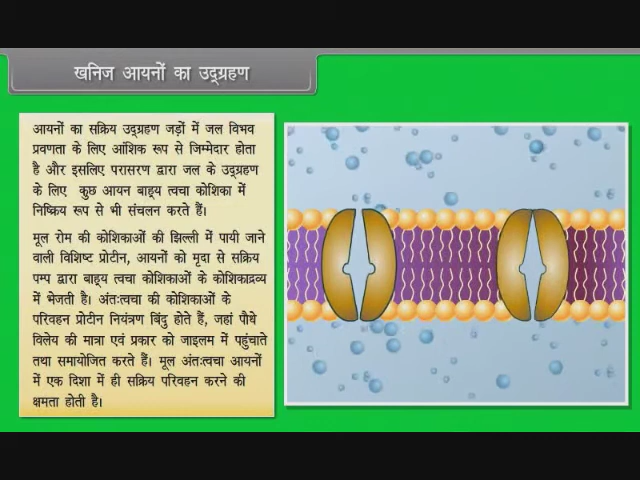 खनिज आयनों का उद्ग्रहण
आयनों का सक्रिय उद्ग्रहण जड़ों में जल विभव
प्रवणता के लिए आंशिक रूप से जिम्मेदार होता
है और इसलिए परासरण द्वारा जल के उद्ग्रहण
के लिए कुछ आयन बाह्य त्वचा कोशिका में
निष्क्रिय रूप से भी संचलन करते हैं।
मूल रोम की कोशिकाओं की झिल्ली में पायी जाने
वाली विशिष्ट प्रोटीन, आयनों को मृदा से सक्रिय
पम्प द्वारा बाह्य त्वचा कोशिकाओं के कोशिकाद्रव्य
में भेजती है। अंतःत्वचा की कोशिकाओं के
परिवहन प्रोटीन नियंत्रण बिंदु होते हैं, जहां पौधे
विलेय की मात्रा एवं प्रकार को जाइलम में पहुंचाते
तथा समायोजित करते हैं। मूल अंतःत्वचा आयनों
में एक दिशा में ही सक्रिय परिवहन करने की
क्षमता होती है।